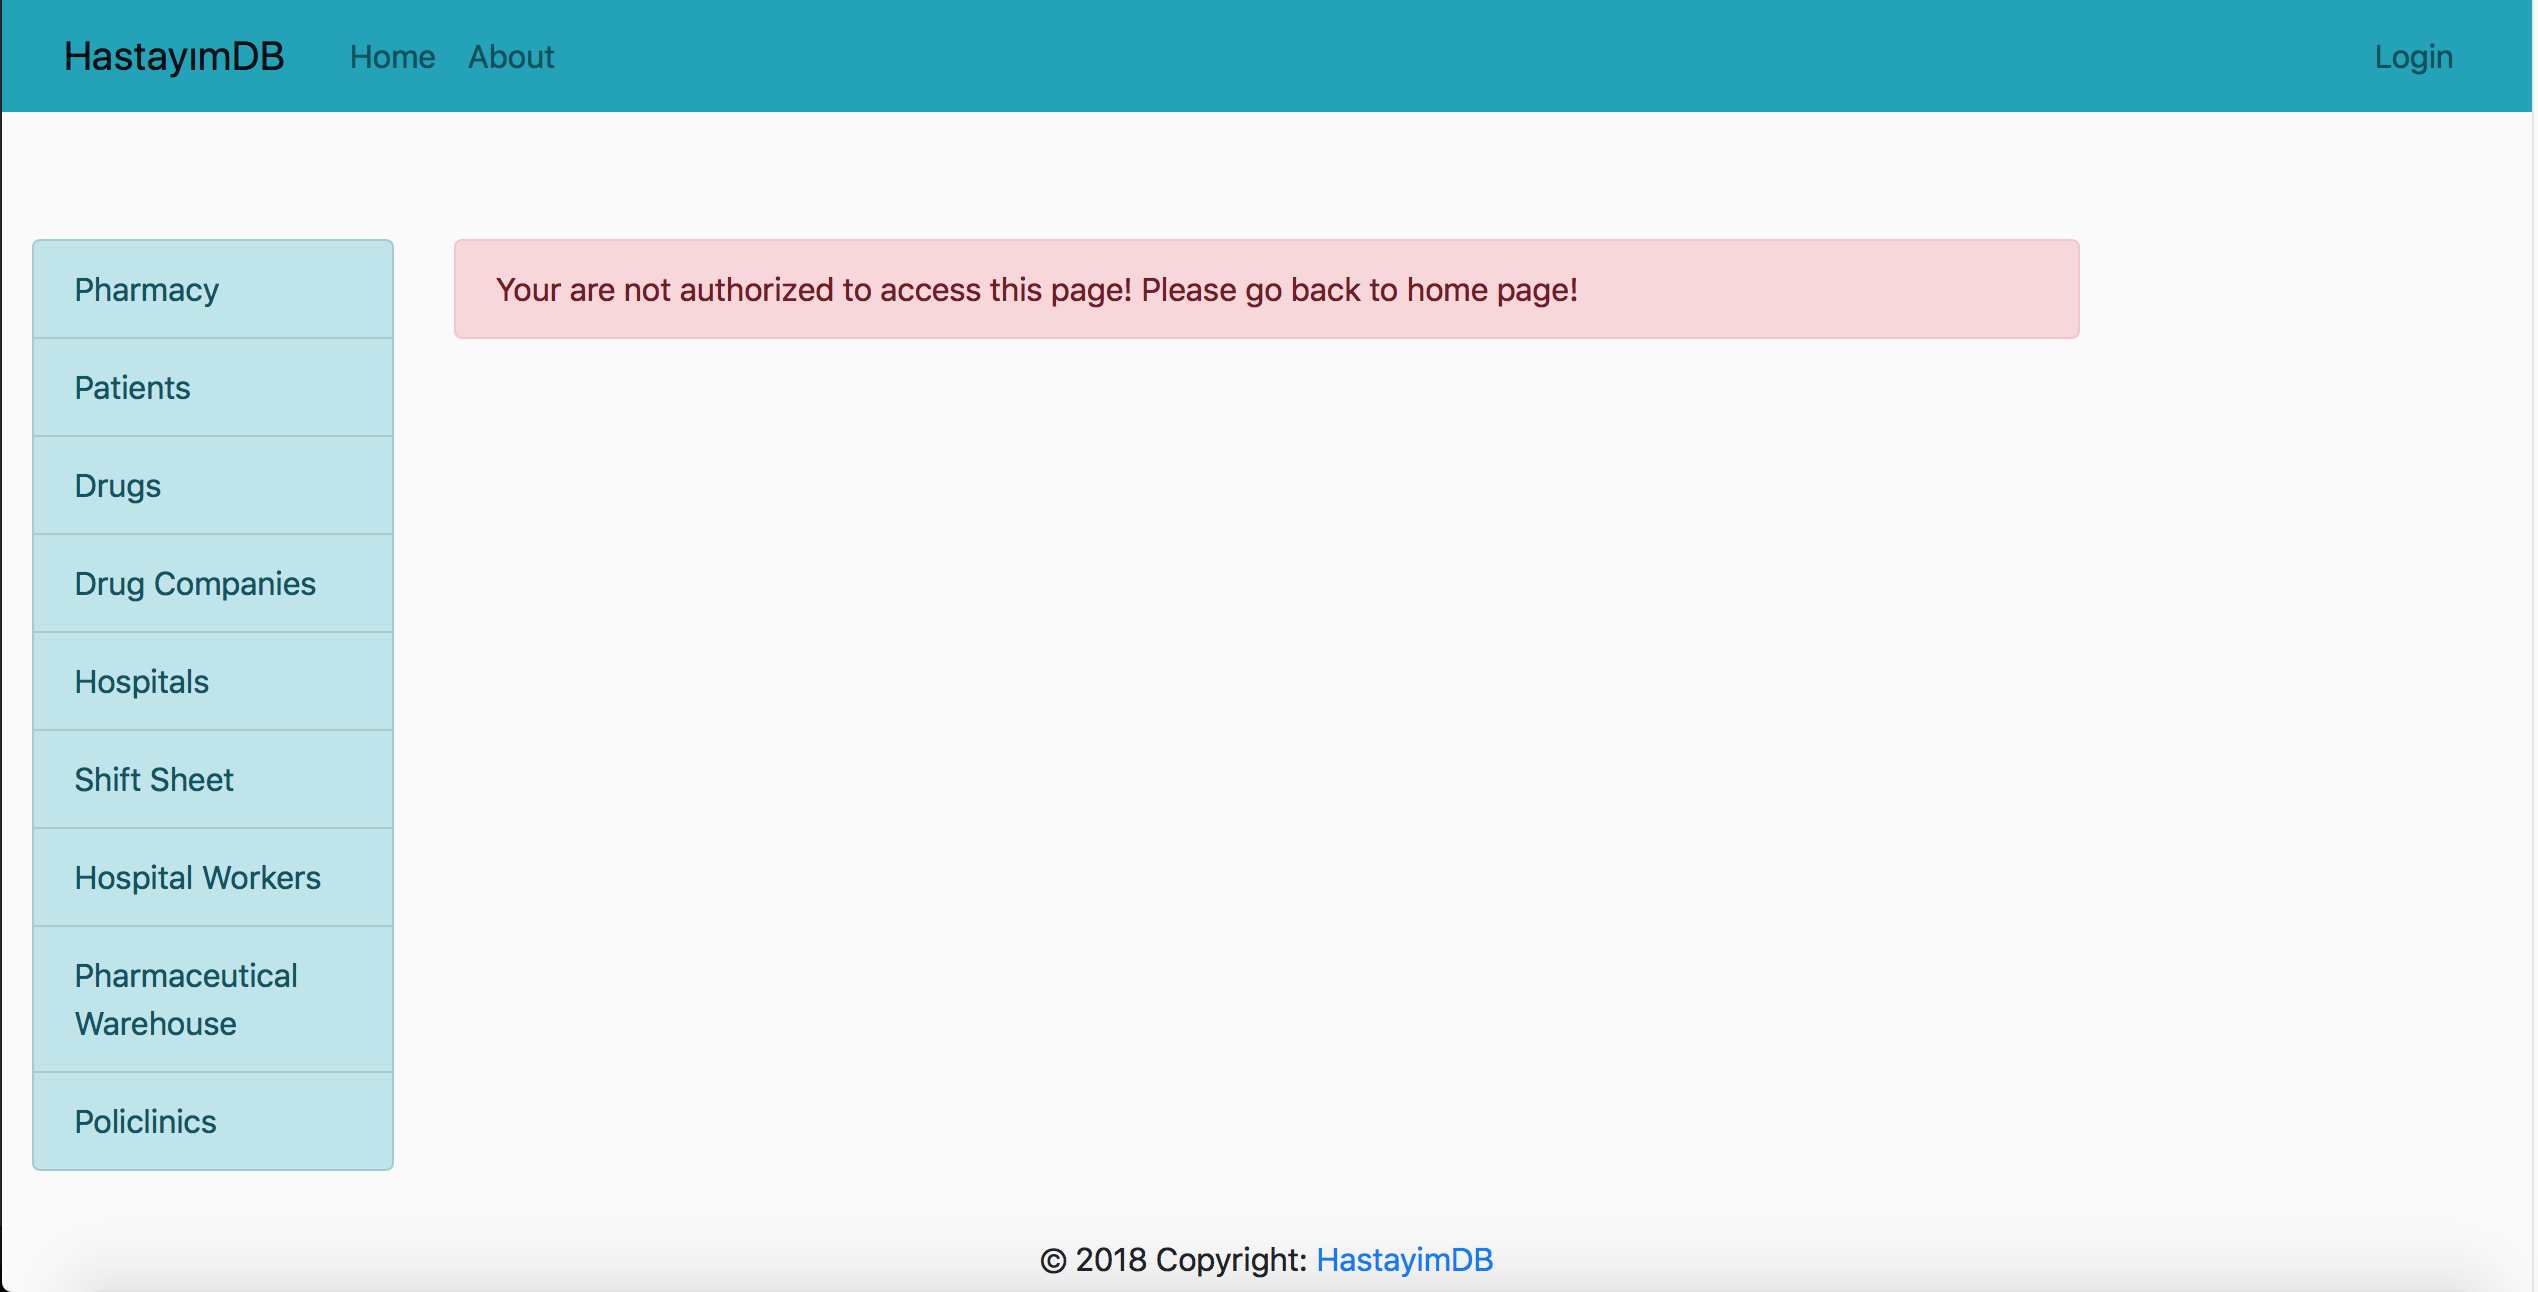 HastayımDB Home About Login
Pharmacy
Your are not authorized to access this page! Please go back to home page!
Patients
Drugs
Drug Companies
Hospitals
Shift Sheet
Hospital Workers
Pharmaceutical
Warehouse
Policlinics
© 2018 Copyright: HastayimDB